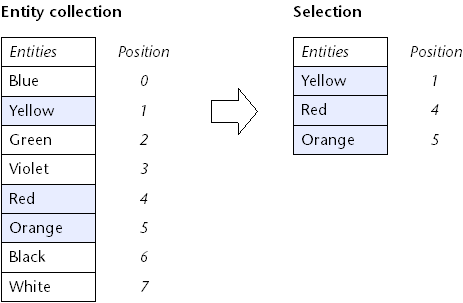 Entity collection
Entities Position
Blue 0
Yellow 1
Green 2
Violet 3
Red 4
Orange 5
Black 6
White 7
Selection
Entities Position
Yellow 1
Red 4
Orange 5